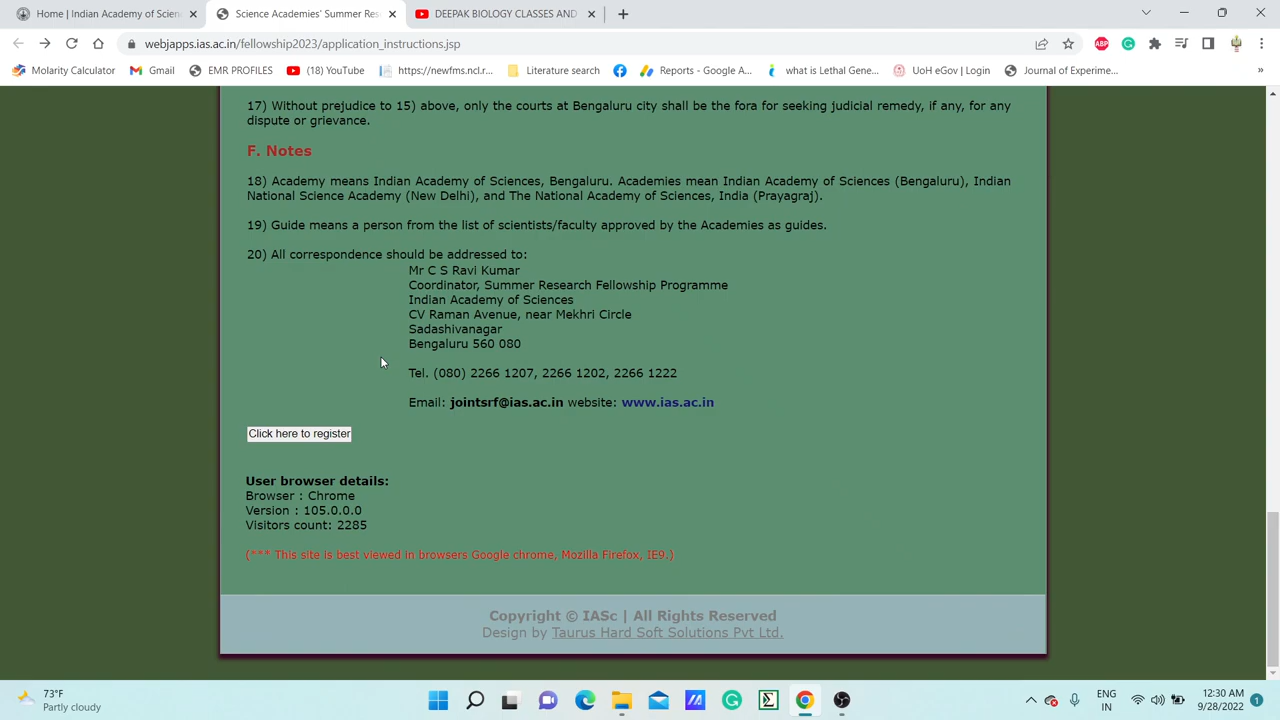 Home | Indian Academy of Scien
Science Academies' Summer Res
DEEPAK BIOLOGY CLASSES AND
webjapps.ias.ac.in/fellowship2023/application_instructions.jsp
ABP
Molarity Calculator
Gmail
EMR PROFILES
(18) YouTube
https://newfms.ncl.r...
Literature search
Reports - Google A...
what is Lethal Gene...
UoH eGov | Login
Journal of Experime...
»
17) Without prejudice to 15) above, only the courts at Bengaluru city shall be the fora for seeking judicial remedy, if any, for any
dispute or grievance.
F. Notes
18) Academy means Indian Academy of Sciences, Bengaluru. Academies mean Indian Academy of Sciences (Bengaluru), Indian
National Science Academy (New Delhi), and The National Academy of Sciences, India (Prayagraj).
19) Guide means a person from the list of scientists/faculty approved by the Academies as guides.
20) All correspondence should be addressed to:
Mr C S Ravi Kumar
Coordinator, Summer Research Fellowship Programme
Indian Academy of Sciences
CV Raman Avenue, near Mekhri Circle
Sadashivanagar
Bengaluru 560 080
Tel. (080) 2266 1207, 2266 1202, 2266 1222
Email: jointsrf@ias.ac.in website: www.ias.ac.in
Click here to register
User browser details:
Browser : Chrome
Version : 105.0.0.0
Visitors count: 2285
(*** This site is best viewed in browsers Google chrome, Mozilla Firefox, IE9.)
Copyright © IASc | All Rights Reserved
Design by Taurus Hard Soft Solutions Pvt Ltd.
73°F
Partly cloudy
ENG
IN
12:30 AM
9/28/2022
1